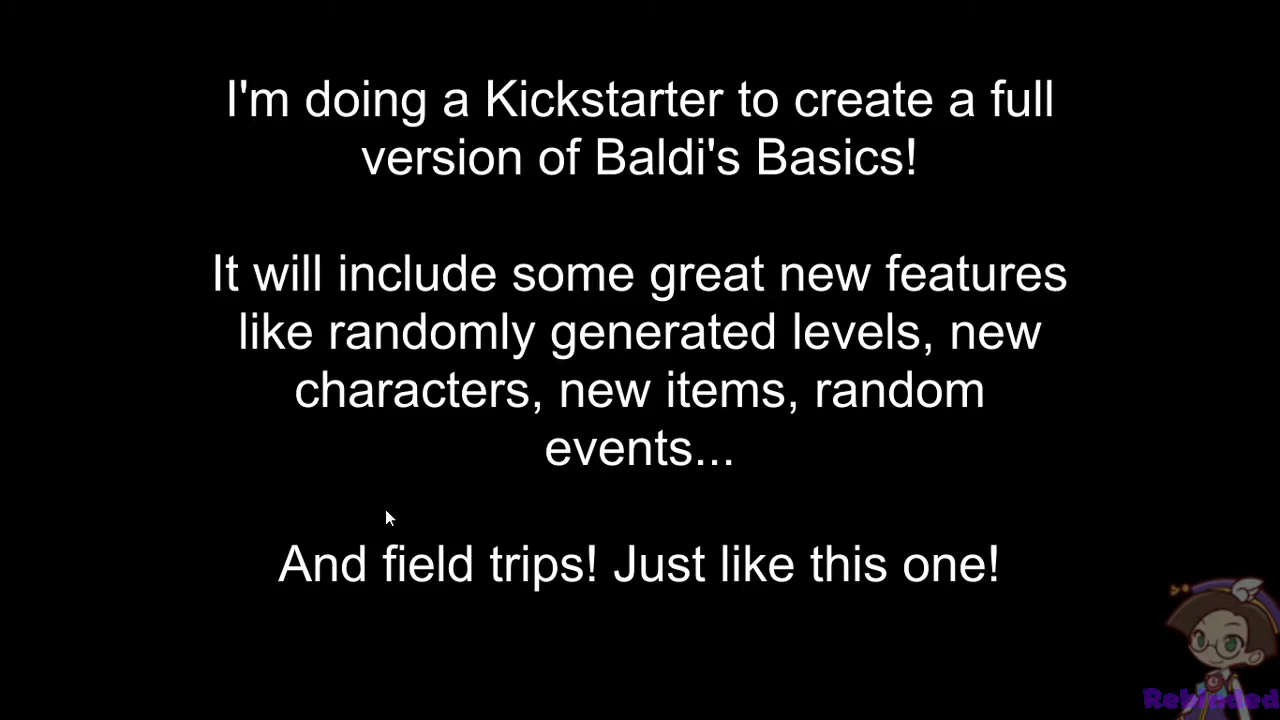 I'm doing a Kickstarter to create a full
version of Baldi's Basics!
It will include some great new features
like randomly generated levels, new
characters, new items, random
events...
And field trips! Just like this one!